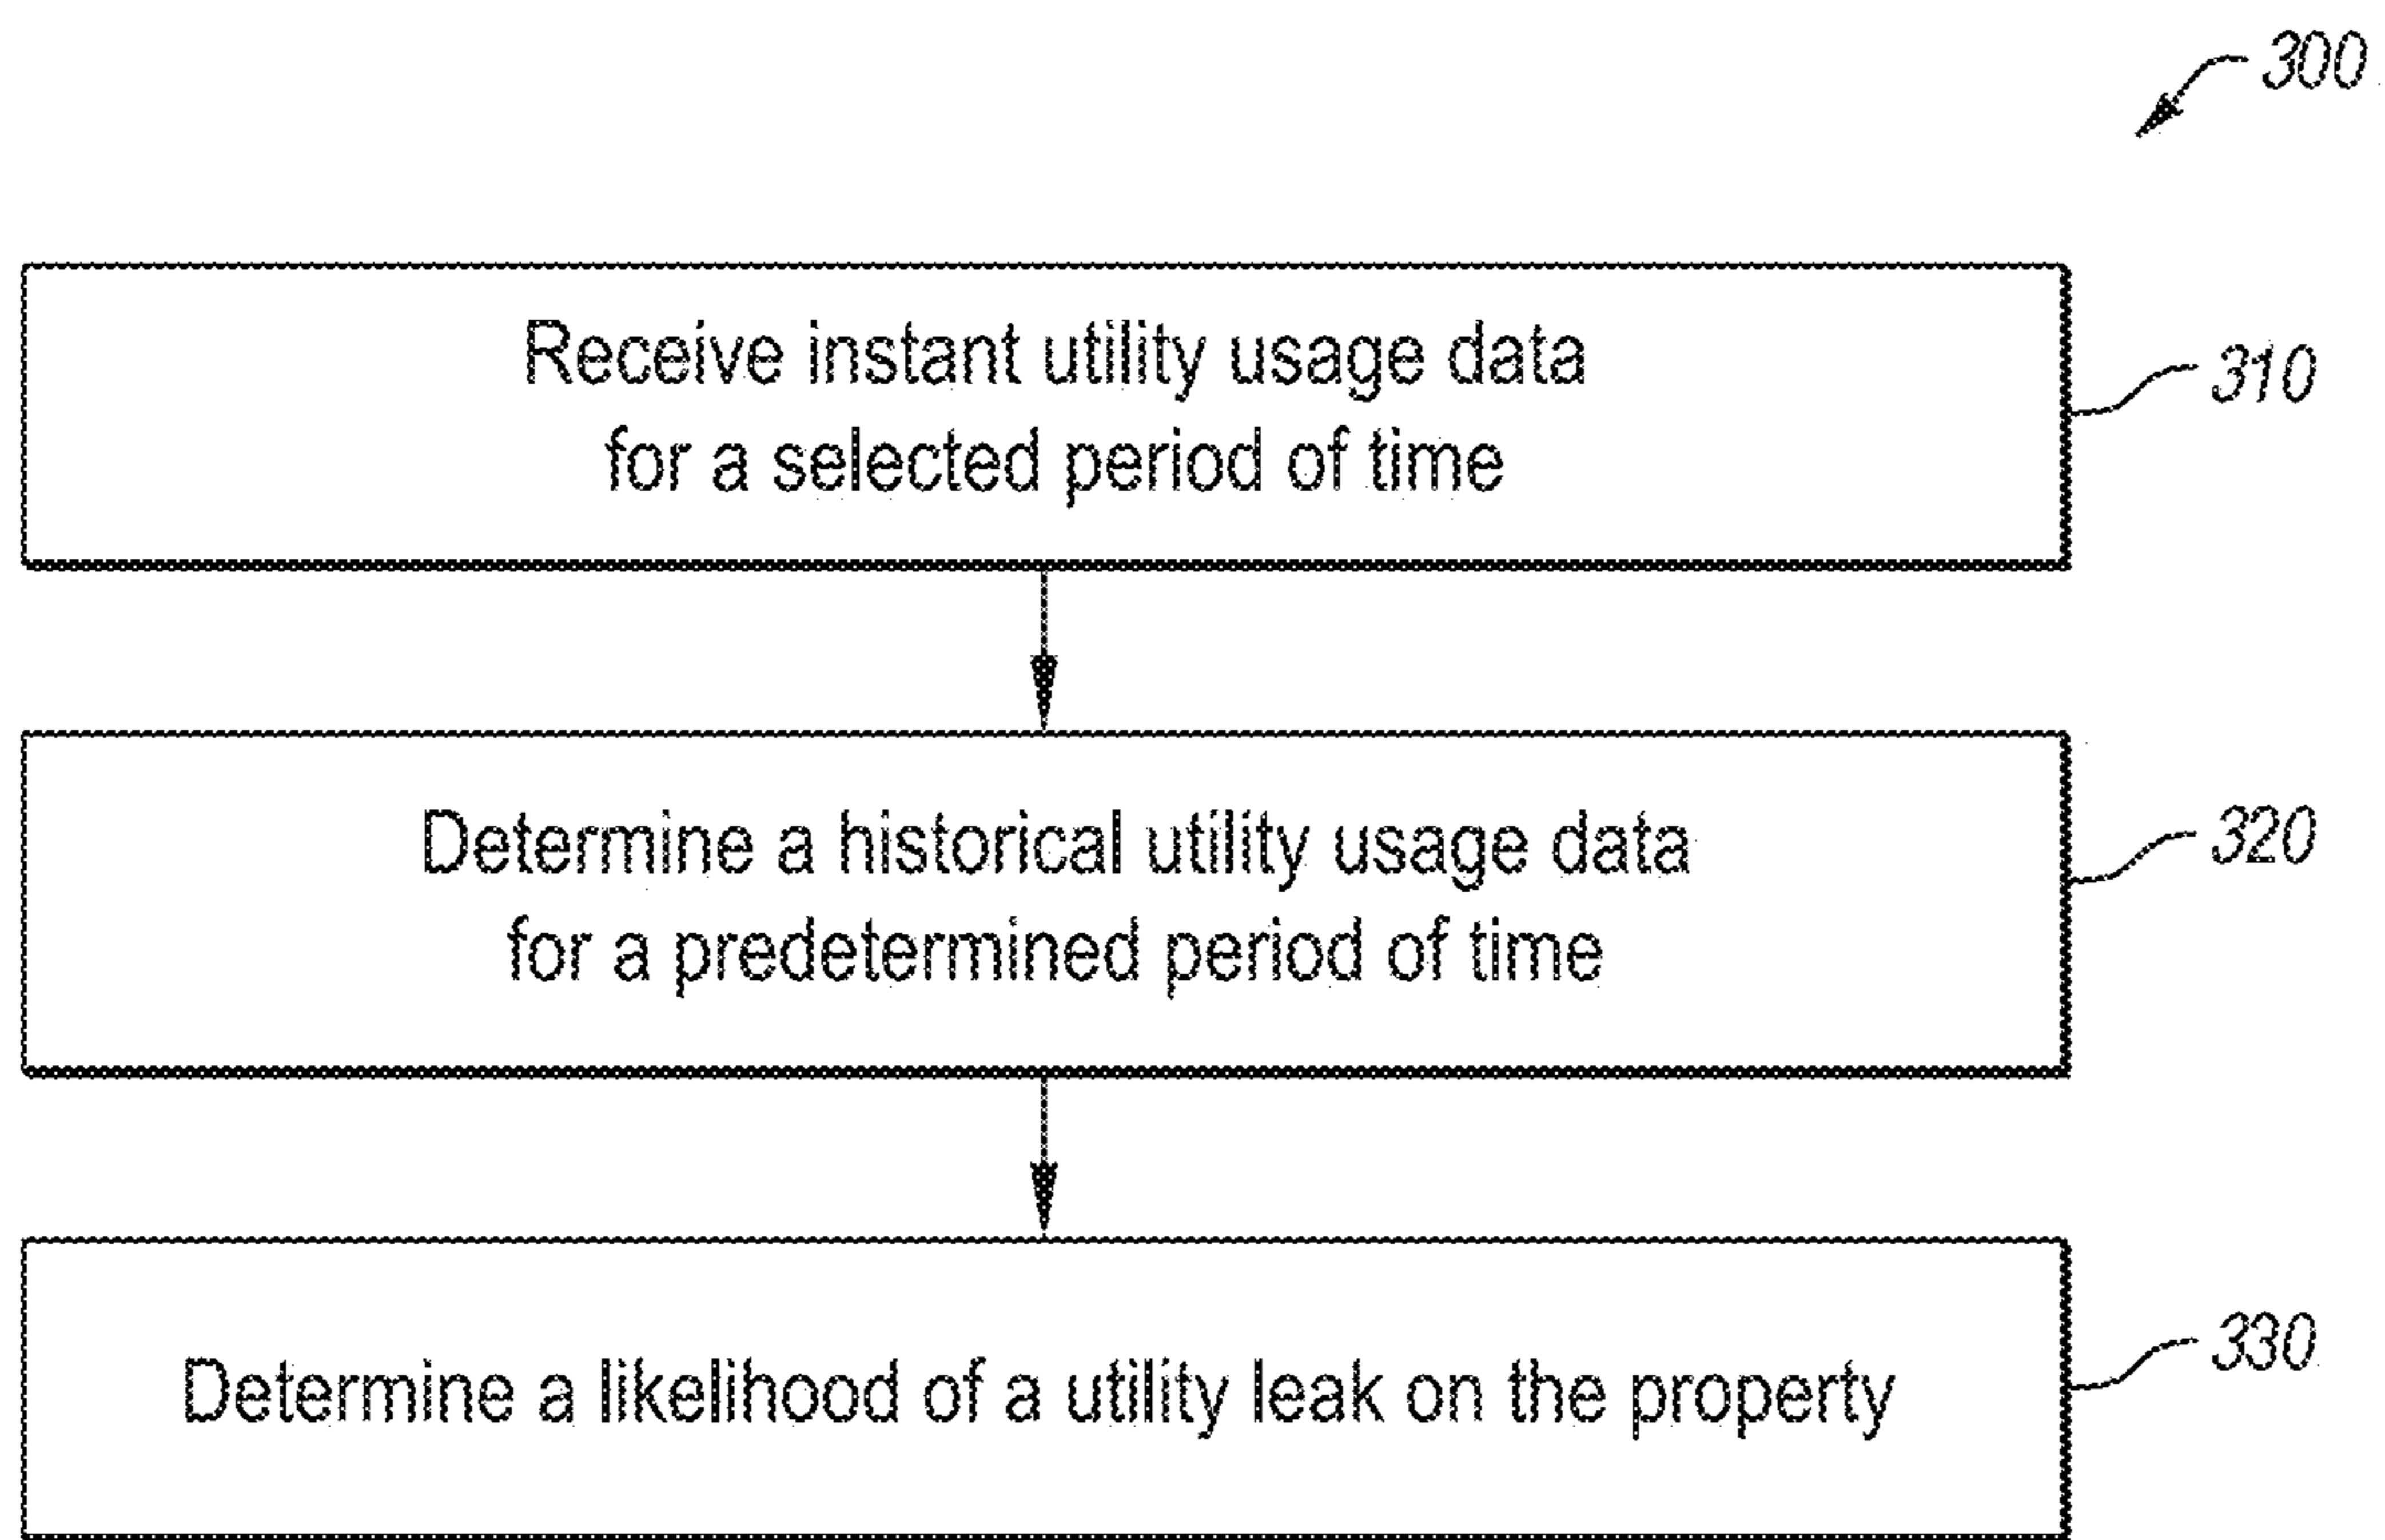 300
Receive instant utility usage data
for a selected period of time
310
Determine a historical utility usage data
for a predetermined period of time
320
Determine a likelihood of a utility leak on the property
330